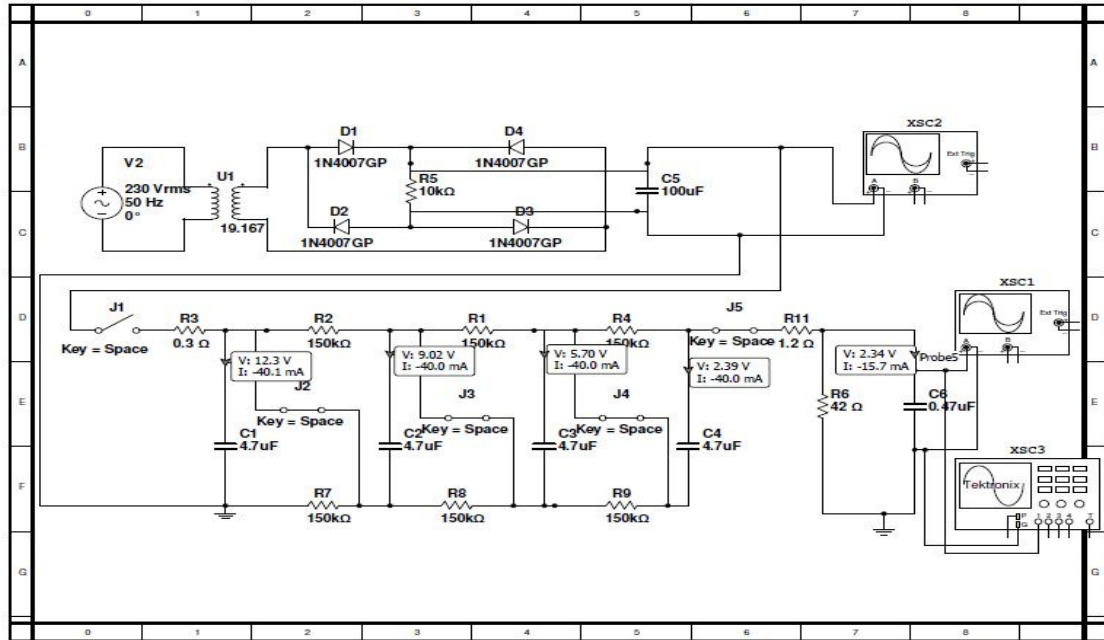 0 1 2 3 4 5 6 7 8
A A
B B
C C
D D
E E
F F
G G
XSC2
Ext Trig
A B
V2
230 Vrms
50 Hz
0°
U1
19.167
D1
1N4007GP
D4
1N4007GP
R5
10kΩ
C5
100uF
D2
1N4007GP
D3
1N4007GP
XSC1
Ext Trig
A B
J1
Key = Space
R3
0.3 Ω
R2
150kΩ
R1
150kΩ
R4
150kΩ
J5
Key = Space
R11
1.2 Ω
V: 12.3 V
I: -40.1 mA
V: 9.02 V
I: -40.0 mA
V: 5.70 V
I: -40.0 mA
V: 2.39 V
I: -40.0 mA
V: 2.34 V
I: -15.7 mA
Probe5
J2
Key = Space
J3
Key = Space
J4
Key = Space
R6
42 Ω
C6
0.47uF
C1
4.7uF
C2
4.7uF
C3
4.7uF
C4
4.7uF
XSC3
Tektronix
P
G
1 2 3 4 T
R7
150kΩ
R8
150kΩ
R9
150kΩ
0 1 2 3 4 5 6 7 8